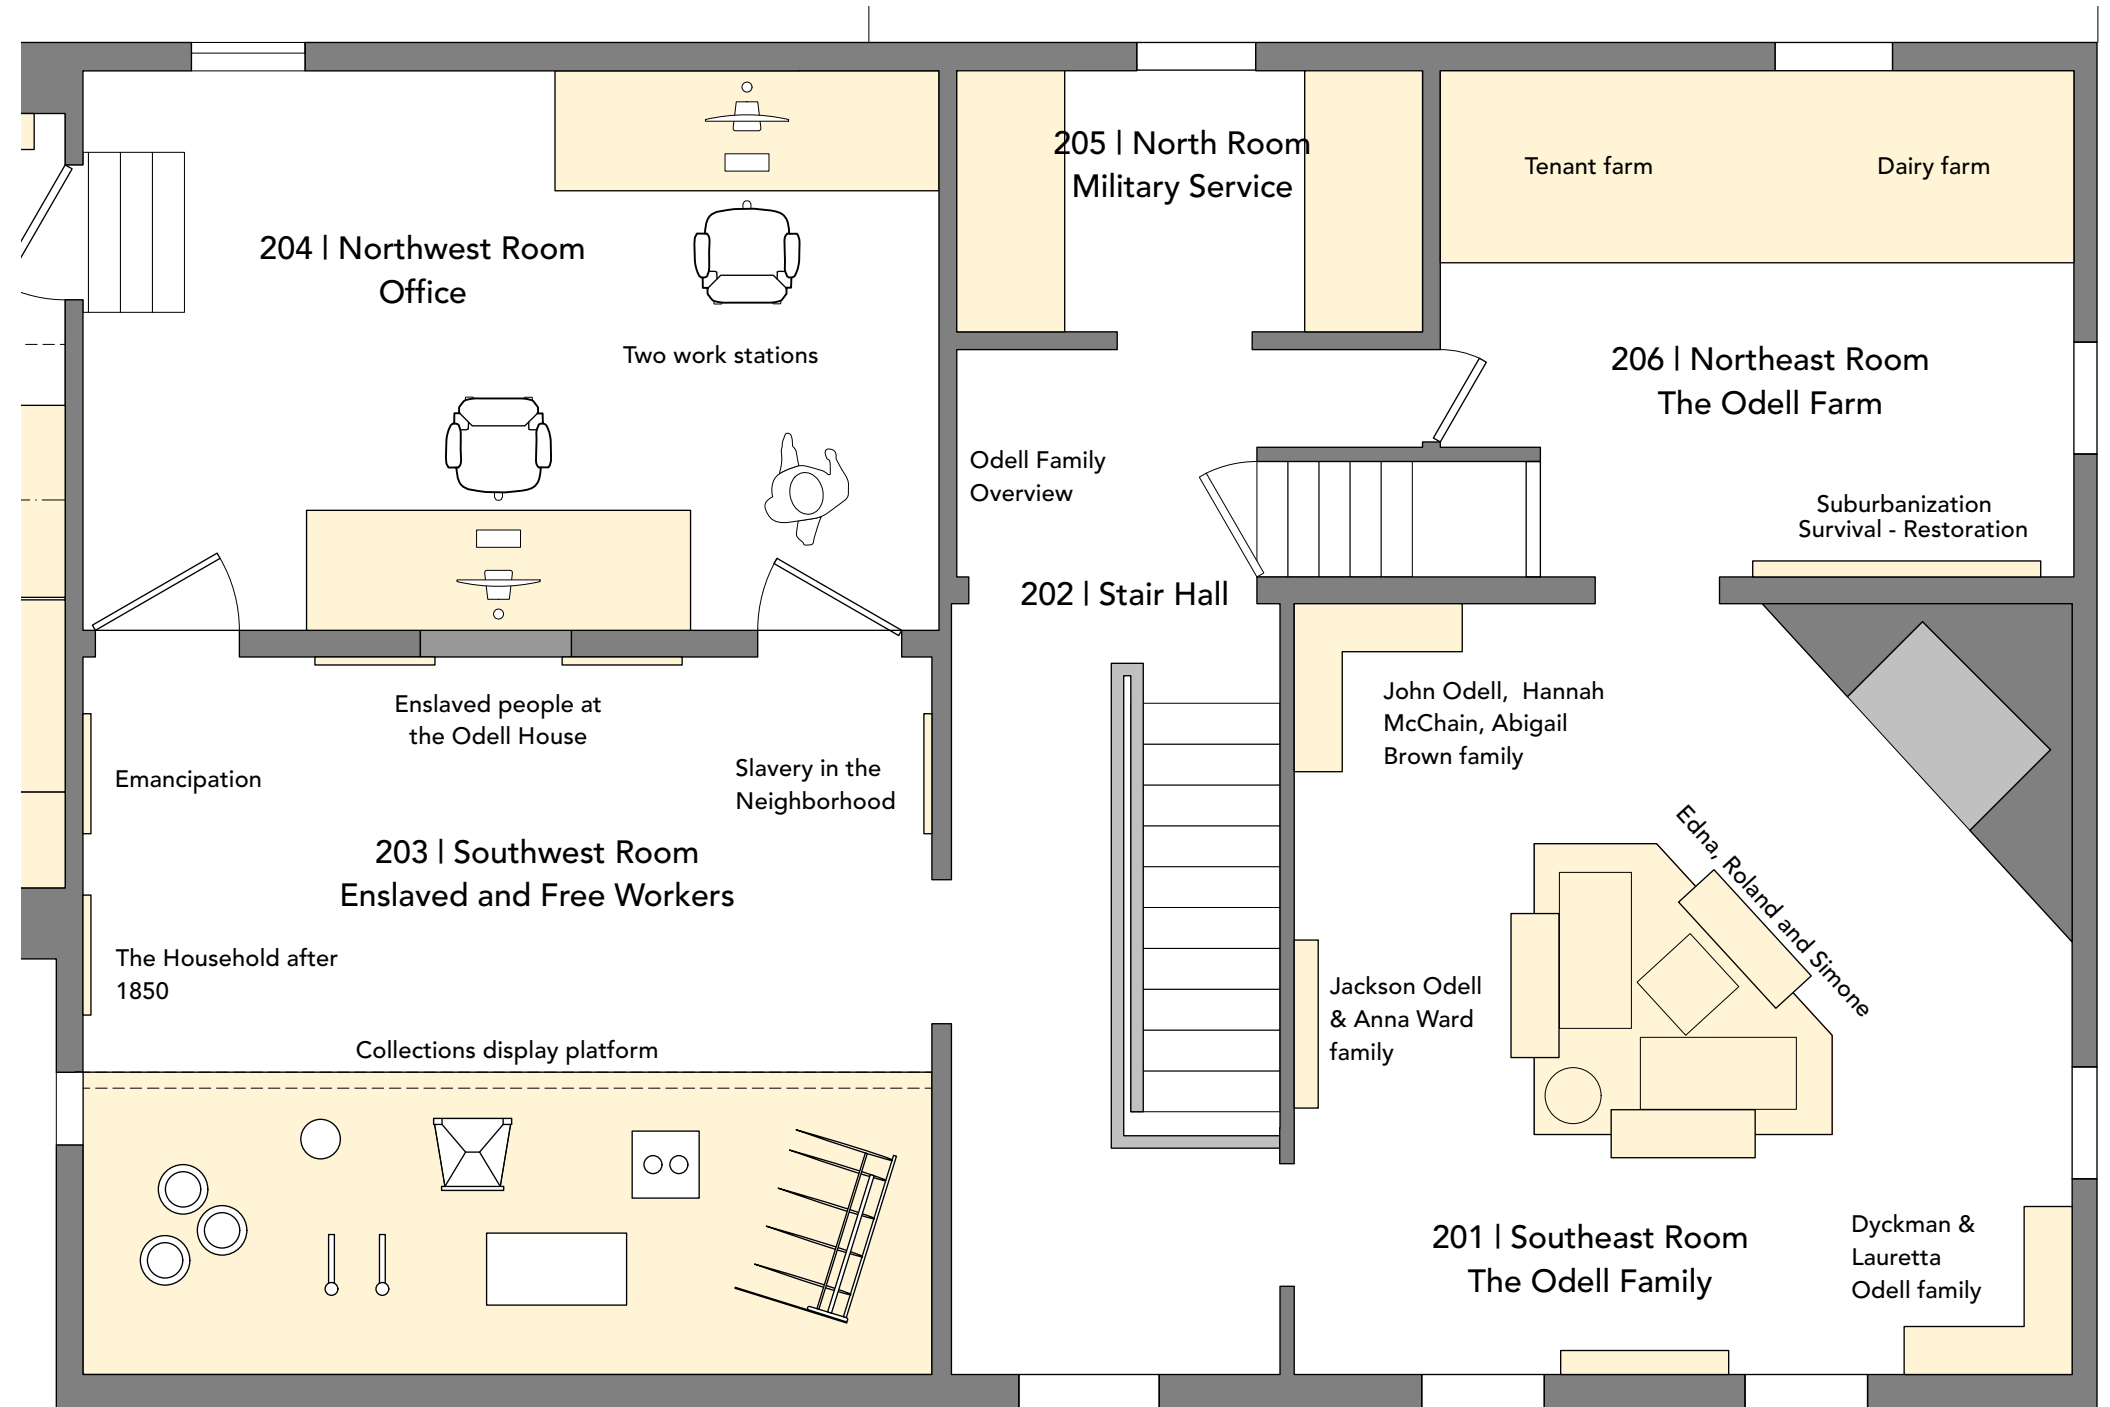 204 | Northwest Room
Office
Two work stations
205 | North Room
Military Service
Tenant farm
Dairy farm
206 | Northeast Room
The Odell Farm
Suburbanization
Survival - Restoration
Odell Family
Overview
202 | Stair Hall
Enslaved people at
the Odell House
Emancipation
Slavery in the
Neighborhood
203 | Southwest Room
Enslaved and Free Workers
The Household after
1850
Collections display platform
John Odell,  Hannah
McChain, Abigail
Brown family
Edna, Roland and Simone
Jackson Odell
& Anna Ward
family
201 | Southeast Room
The Odell Family
Dyckman &
Lauretta
Odell family